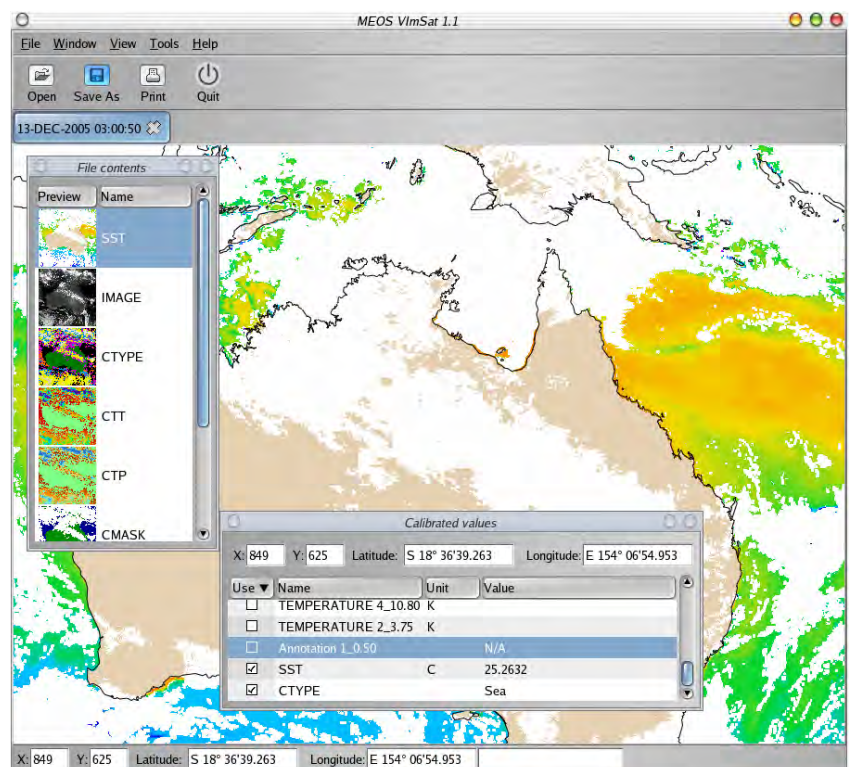 MEOS VImSat 1.1
File Window View Tools Help
Open Save As Print Quit
13-DEC-2005 03:00:50
File contents
Preview Name
SST
IMAGE
CTYPE
CTT
CTP
CMASK
Calibrated values
X: 849 Y: 625 Latitude: S 18° 36'39.263 Longitude: E 154° 06'54.953
Use ▼ Name Unit Value
TEMPERATURE 4_10.80 K
TEMPERATURE 2_3.75 K
Annotation 1_0.50 N/A
SST C 25.2632
CTYPE Sea
X: 849 Y: 625 Latitude: S 18° 36'39.263 Longitude: E 154° 06'54.953